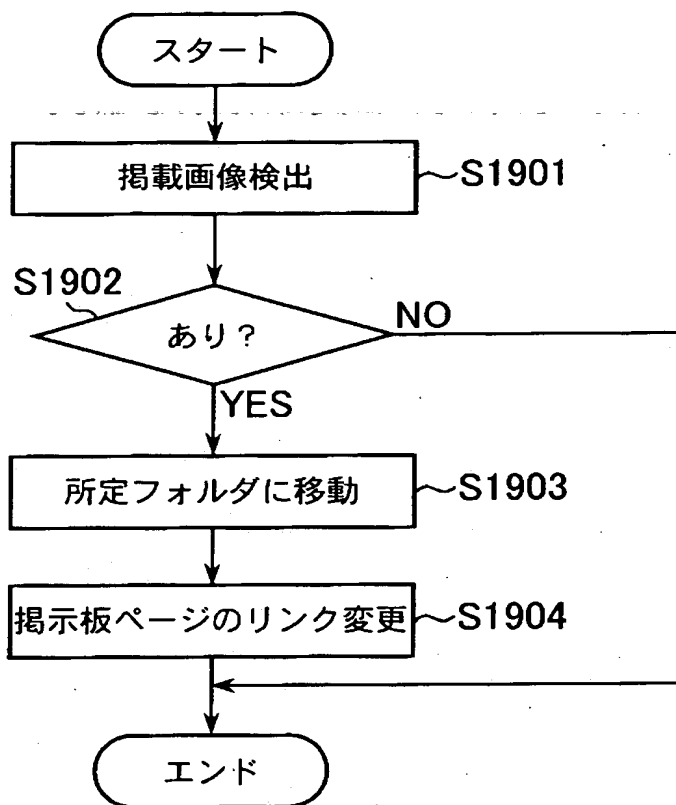 スタート
掲載画像検出
S1901
S1902
あり?
NO
YES
所定フォルダに移動
S1903
掲示板ページのリンク変更
S1904
エンド